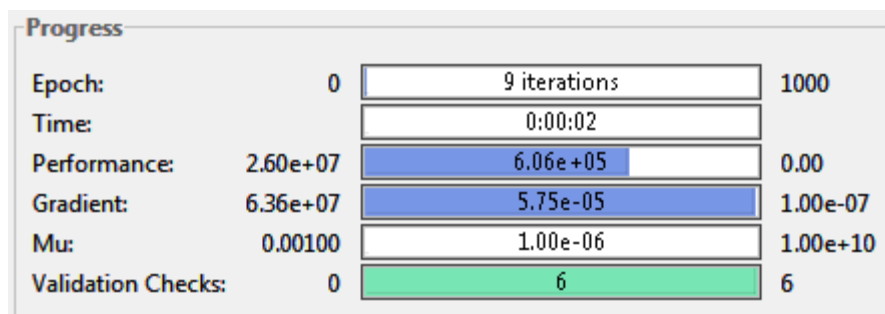 Progress
Epoch: 0 9 iterations 1000
Time: 0:00:02
Performance: 2.60e+07 6.06e+05 0.00
Gradient: 6.36e+07 5.75e-05 1.00e-07
Mu: 0.00100 1.00e-06 1.00e+10
Validation Checks: 0 6 6